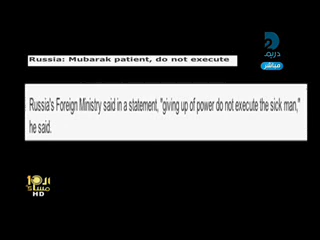 دريم
مباشر
Russia: Mubarak patient, do not execute
Russia's Foreign Ministry said in a statement, "giving up of power do not execute the sick man,"
he said.
العاشرة
مساءً
HD